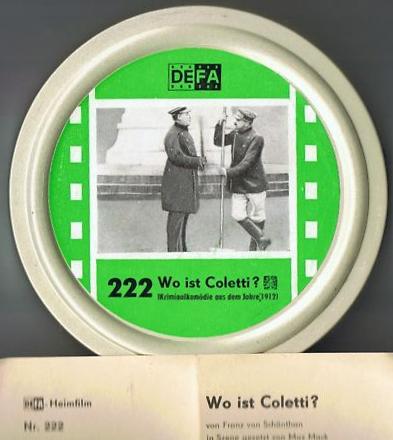 DEFA
222 Wo ist Coletti?
(Kriminalkomödie aus dem Jahre 1912)
DEFA Heimfilm
Nr. 222
Wo ist Coletti?
von Franz von Schönthan
in Szene gesetzt von Max Mack